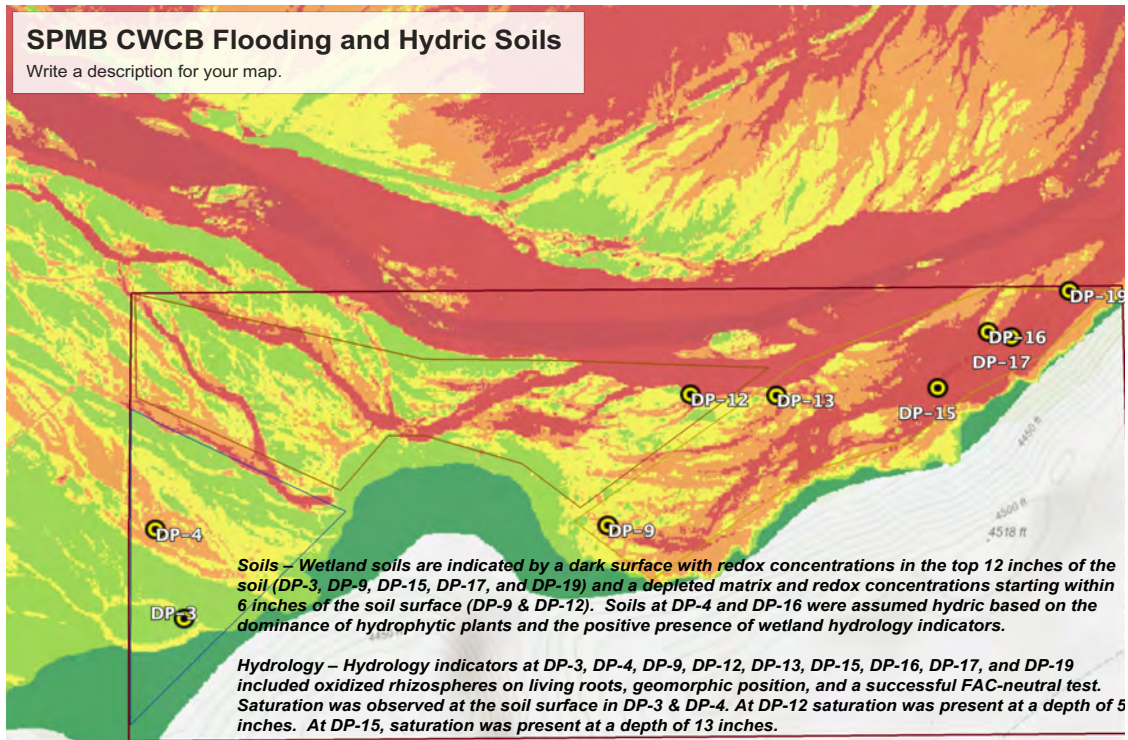 SPMB CWCB Flooding and Hydric Soils
Write a description for your map.
DP-19
DP-16
DP-17
DP-12
DP-13
DP-15
4450 ft
4500 ft
4518 ft
DP-9
DP-4
DP-3
4450 ft
Soils – Wetland soils are indicated by a dark surface with redox concentrations in the top 12 inches of the
soil (DP-3, DP-9, DP-15, DP-17, and DP-19) and a depleted matrix and redox concentrations starting within
6 inches of the soil surface (DP-9 & DP-12). Soils at DP-4 and DP-16 were assumed hydric based on the
dominance of hydrophytic plants and the positive presence of wetland hydrology indicators.
Hydrology – Hydrology indicators at DP-3, DP-4, DP-9, DP-12, DP-13, DP-15, DP-16, DP-17, and DP-19
included oxidized rhizospheres on living roots, geomorphic position, and a successful FAC-neutral test.
Saturation was observed at the soil surface in DP-3 & DP-4. At DP-12 saturation was present at a depth of 5
inches. At DP-15, saturation was present at a depth of 13 inches.